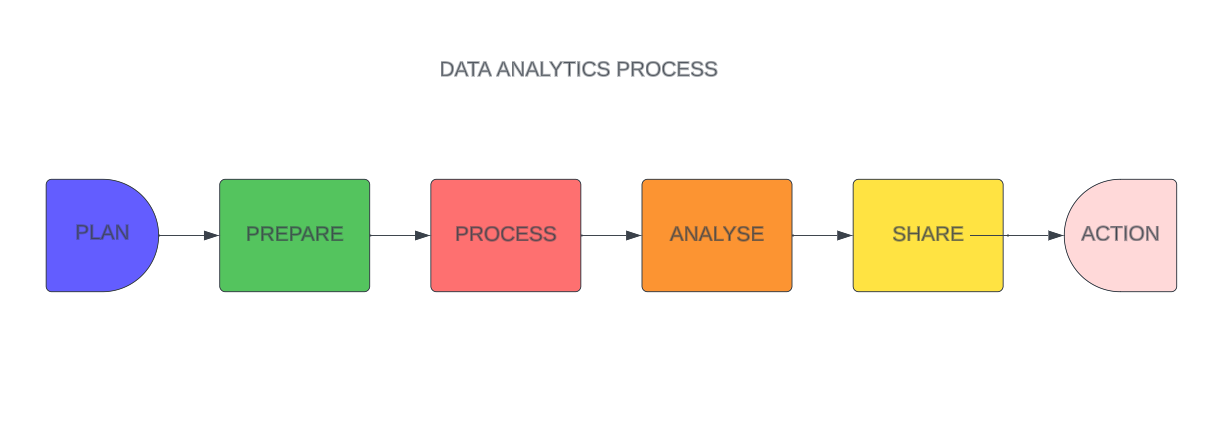 DATA ANALYTICS PROCESS
PLAN
PREPARE
PROCESS
ANALYSE
SHARE
ACTION